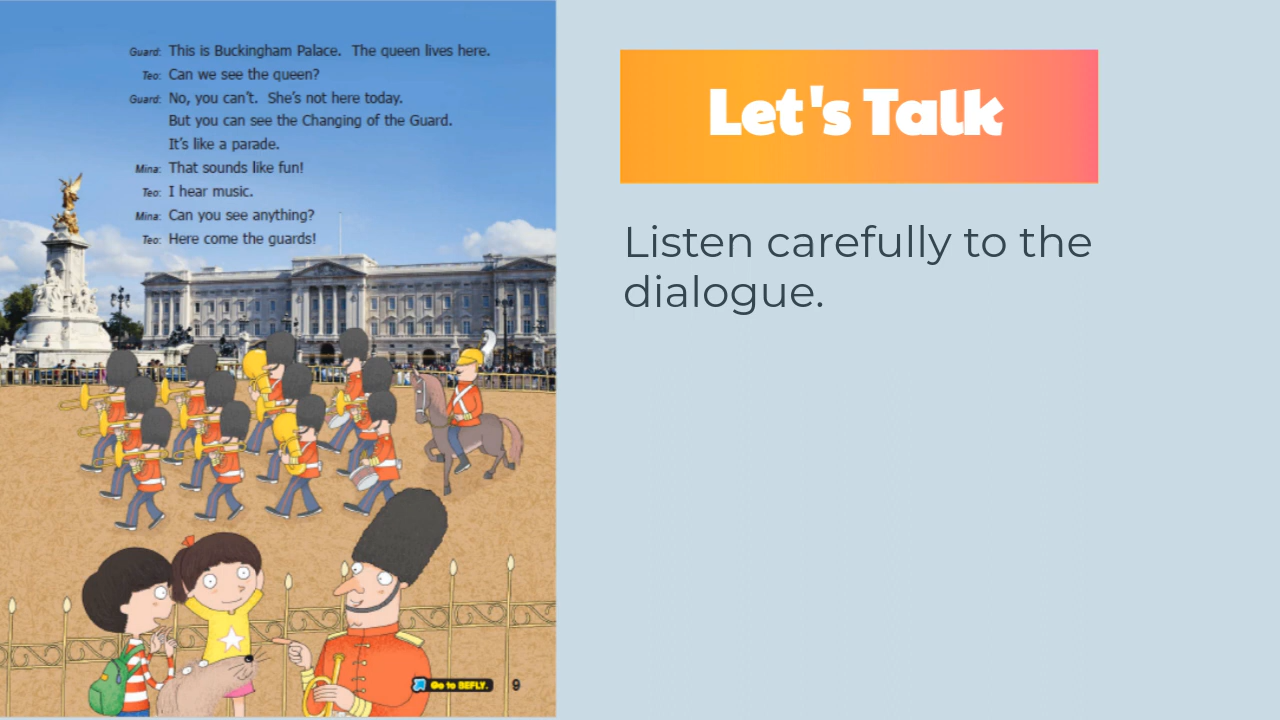 Guard: This is Buckingham Palace. The queen lives here.
Teo: Can we see the queen?
Guard: No, you can't. She's not here today.
But you can see the Changing of the Guard.
It's like a parade.
Mina: That sounds like fun!
Teo: I hear music.
Mina: Can you see anything?
Teo: Here come the guards!
Go to BEFLY.
9
Let's Talk
Listen carefully to the
dialogue.